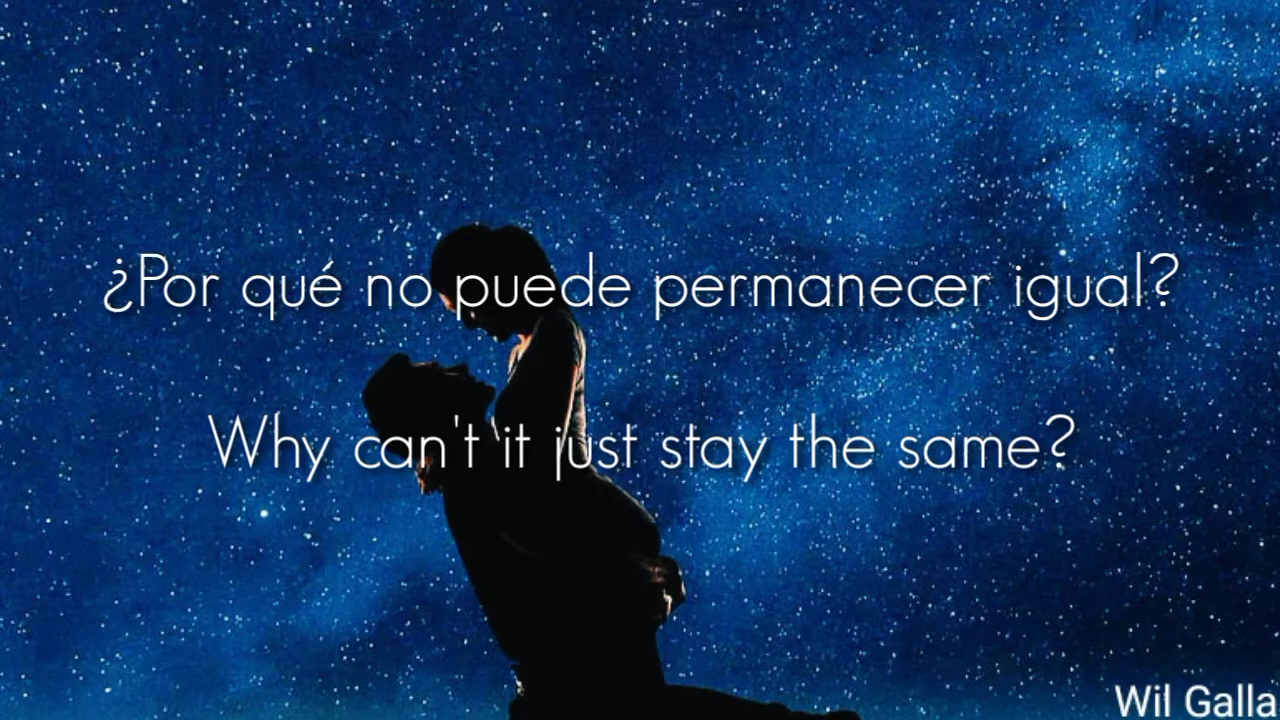 ¿Por qué no puede permanecer igual?
Why can't it just stay the same?
Wil Galla